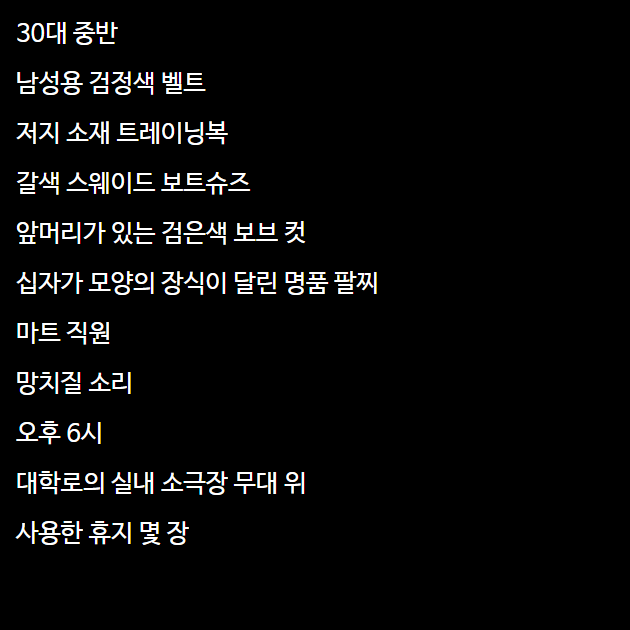 30대 중반
남성용 검정색 벨트
저지 소재 트레이닝복
갈색 스웨이드 보트슈즈
앞머리가 있는 검은색 보브 컷
십자가 모양의 장식이 달린 명품 팔찌
마트 직원
망치질 소리
오후 6시
대학로의 실내 소극장 무대 위
사용한 휴지 몇 장